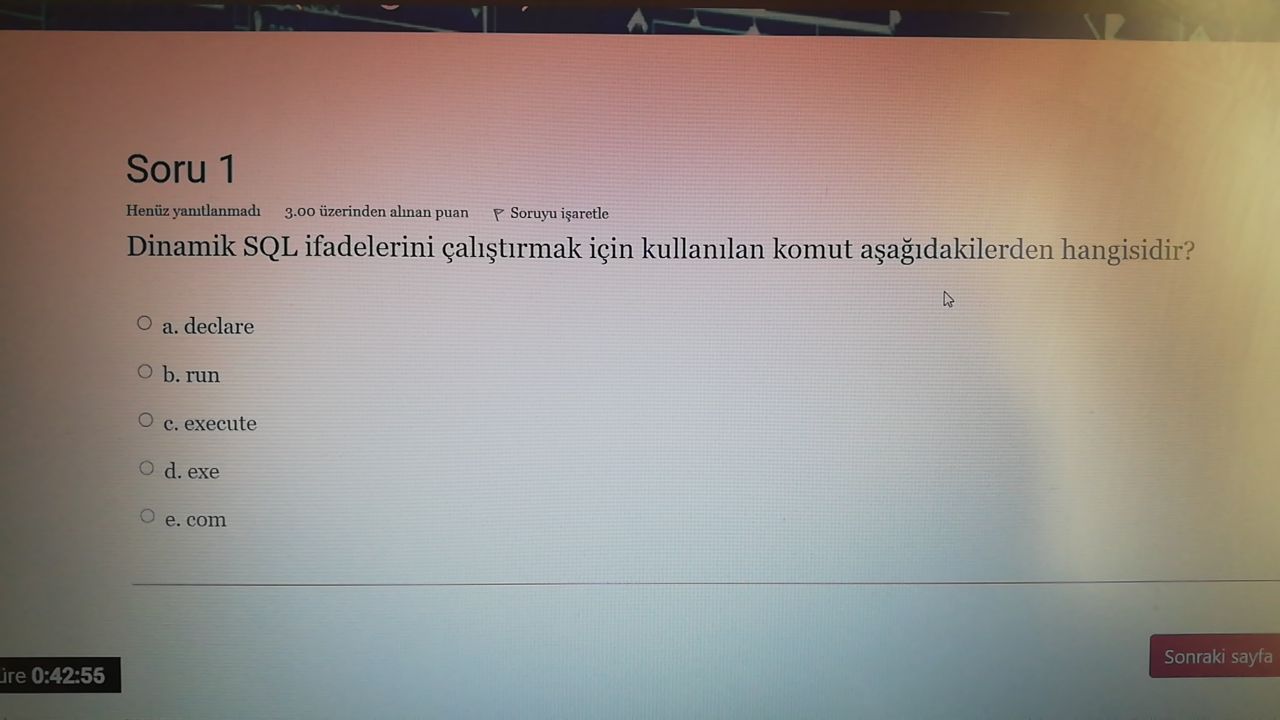 Soru 1
Henüz yanıtlanmadı 3.00 üzerinden alınan puan Soruyu işaretle
Dinamik SQL ifadelerini çalıştırmak için kullanılan komut aşağıdakilerden hangisidir?
a. declare
b. run
c. execute
d. exe
e. com
Sonraki sayfa
üre 0:42:55